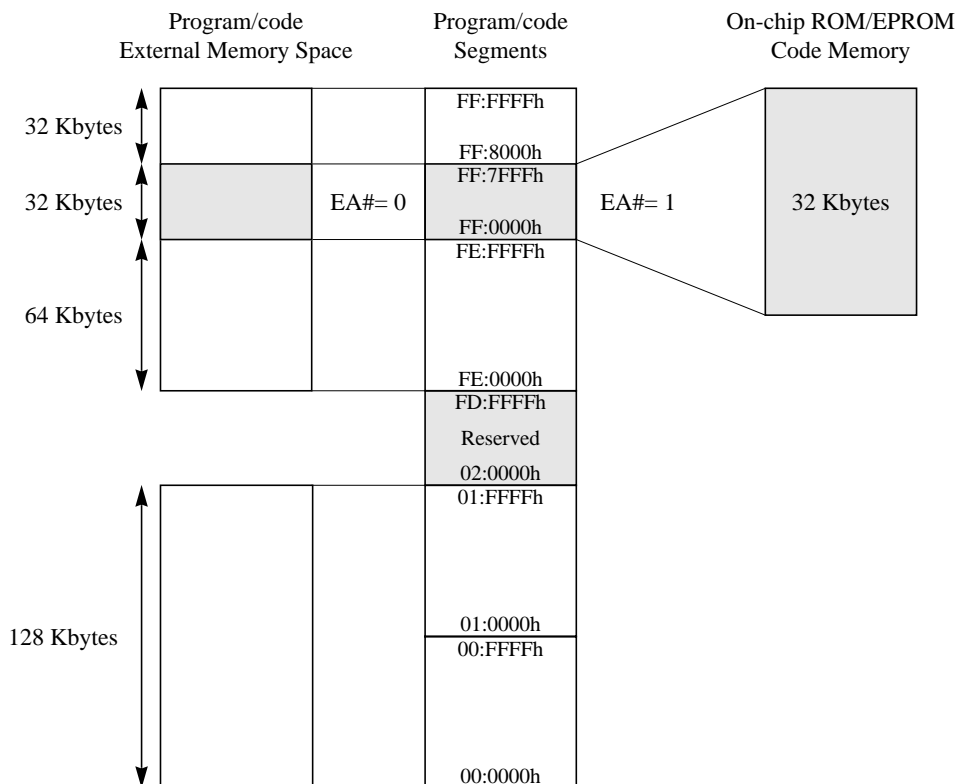 Program/code
External Memory Space
Program/code
Segments
On-chip ROM/EPROM
Code Memory
32 Kbytes
FF:FFFFh
FF:8000h
32 Kbytes
EA#= 0
FF:7FFFh
FF:0000h
EA#= 1
32 Kbytes
64 Kbytes
FE:FFFFh
FE:0000h
FD:FFFFh
Reserved
02:0000h
128 Kbytes
01:FFFFh
01:0000h
00:FFFFh
00:0000h